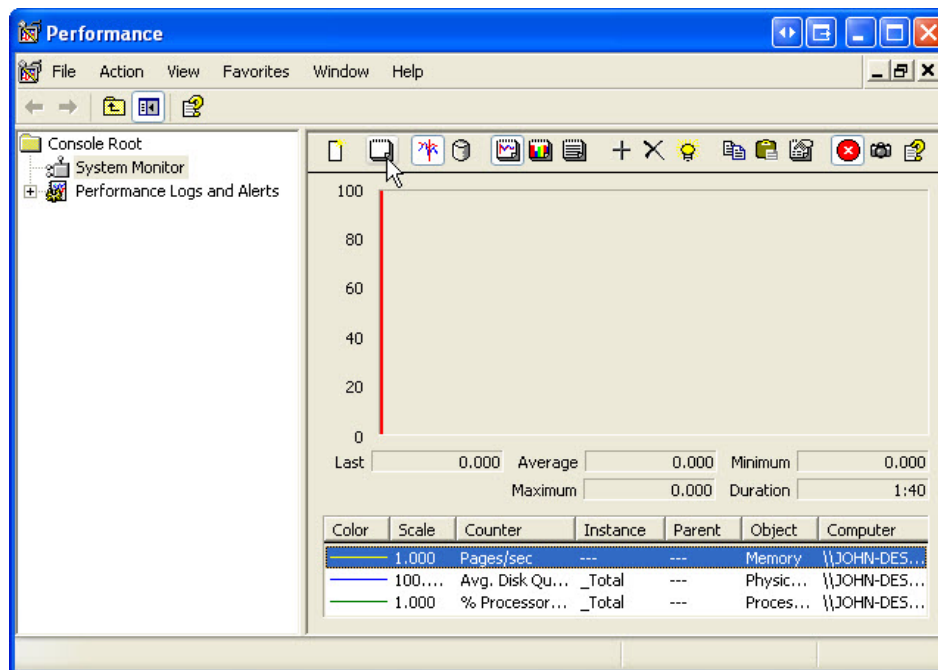 Performance
File Action View Favorites Window Help
Console Root
System Monitor
Performance Logs and Alerts
100
80
60
40
20
0
Last 0.000 Average 0.000 Minimum 0.000
Maximum 0.000 Duration 1:40
Color Scale Counter Instance Parent Object Computer
1.000 Pages/sec --- --- Memory \\JOHN-DES...
100.... Avg. Disk Qu... _Total --- Physic... \\JOHN-DES...
1.000 % Processor... _Total --- Proces... \\JOHN-DES...